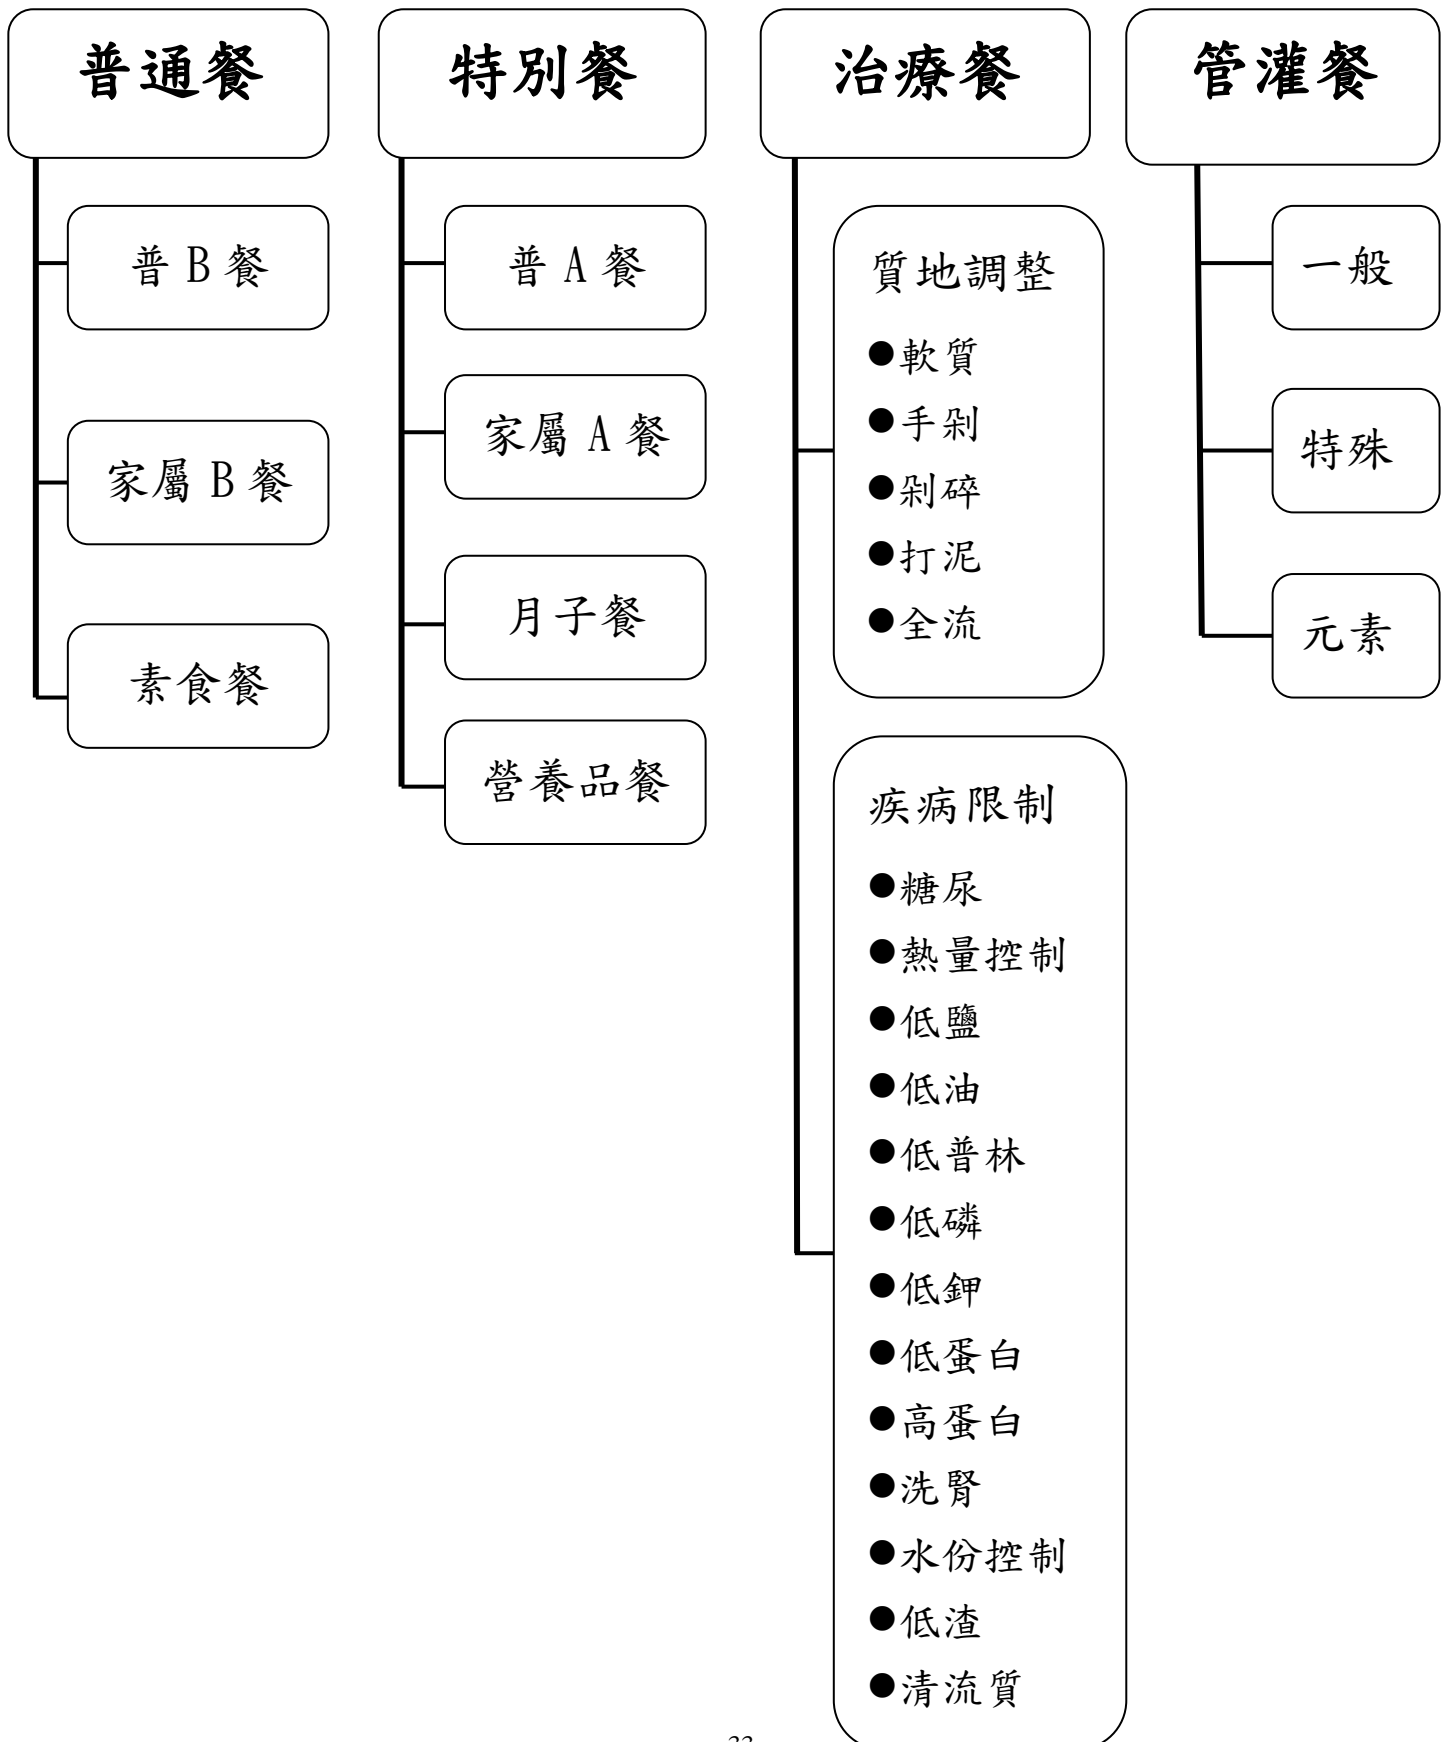 普通餐
普 B 餐
家屬 B 餐
素食餐
特別餐
普 A 餐
家屬 A 餐
月子餐
營養品餐
治療餐
質地調整
●軟質
●手剁
●剁碎
●打泥
●全流
疾病限制
●糖尿
●熱量控制
●低鹽
●低油
●低普林
●低磷
●低鉀
●低蛋白
●高蛋白
●洗腎
●水份控制
●低渣
●清流質
管灌餐
一般
特殊
元素